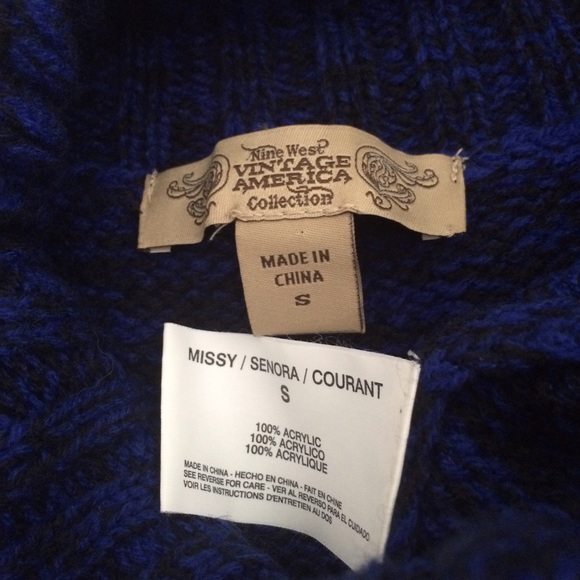 Nine West
VINTAGE
AMERICA
Collection
MADE IN
CHINA
S
MISSY / SENORA / COURANT
S
100% ACRYLIC
100% ACRYLICO
100% ACRYLIQUE
MADE IN CHINA - HECHO EN CHINA - FAIT EN CHINE
SEE REVERSE FOR CARE - VER AL REVERSO PARA EL CUIDADO
VOIR LES INSTRUCTIONS D'ENTRETIEN AU DOS